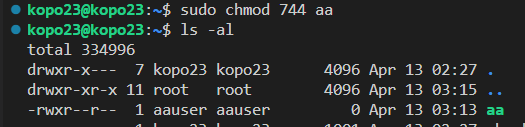 kopo23@kopo23:~$ sudo chmod 744 aa
kopo23@kopo23:~$ ls -al
total 334996
drwxr-x--- 7 kopo23 kopo23 4096 Apr 13 02:27 .
drwxr-xr-x 11 root root 4096 Apr 13 03:15 ..
-rwxr--r-- 1 aauser aauser 0 Apr 13 03:13 aa